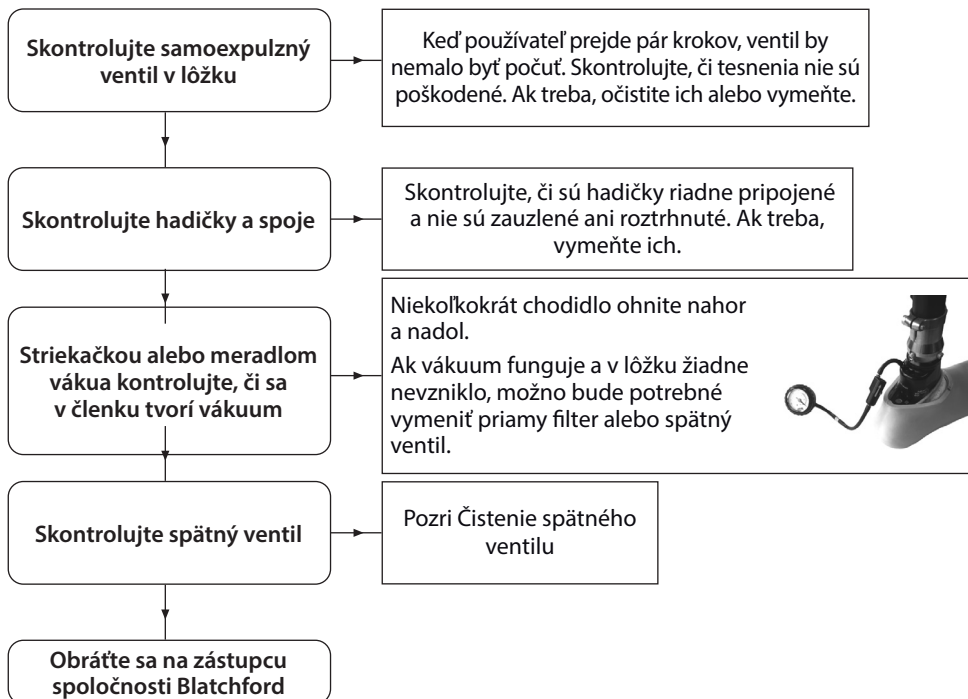 Skontrolujte samoexpulzný
ventil v lôžku
Keď používateľ prejde pár krokov, ventil by
nemalo byť počuť. Skontrolujte, či tesnenia nie sú
poškodené. Ak treba, očistite ich alebo vymeňte.
Skontrolujte hadičky a spoje
Skontrolujte, či sú hadičky riadne pripojené
a nie sú zauzlené ani roztrhnuté. Ak treba,
vymeňte ich.
Striekačkou alebo meradlom
vákua kontrolujte, či sa
v členku tvorí vákuum
Niekoľkokrát chodidlo ohnite nahor
a nadol.
Ak vákuum funguje a v lôžku žiadne
nevzniklo, možno bude potrebné
vymeniť priamy filter alebo spätný
ventil.
Skontrolujte spätný ventil
Pozri Čistenie spätného
ventilu
Obráťte sa na zástupcu
spoločnosti Blatchford